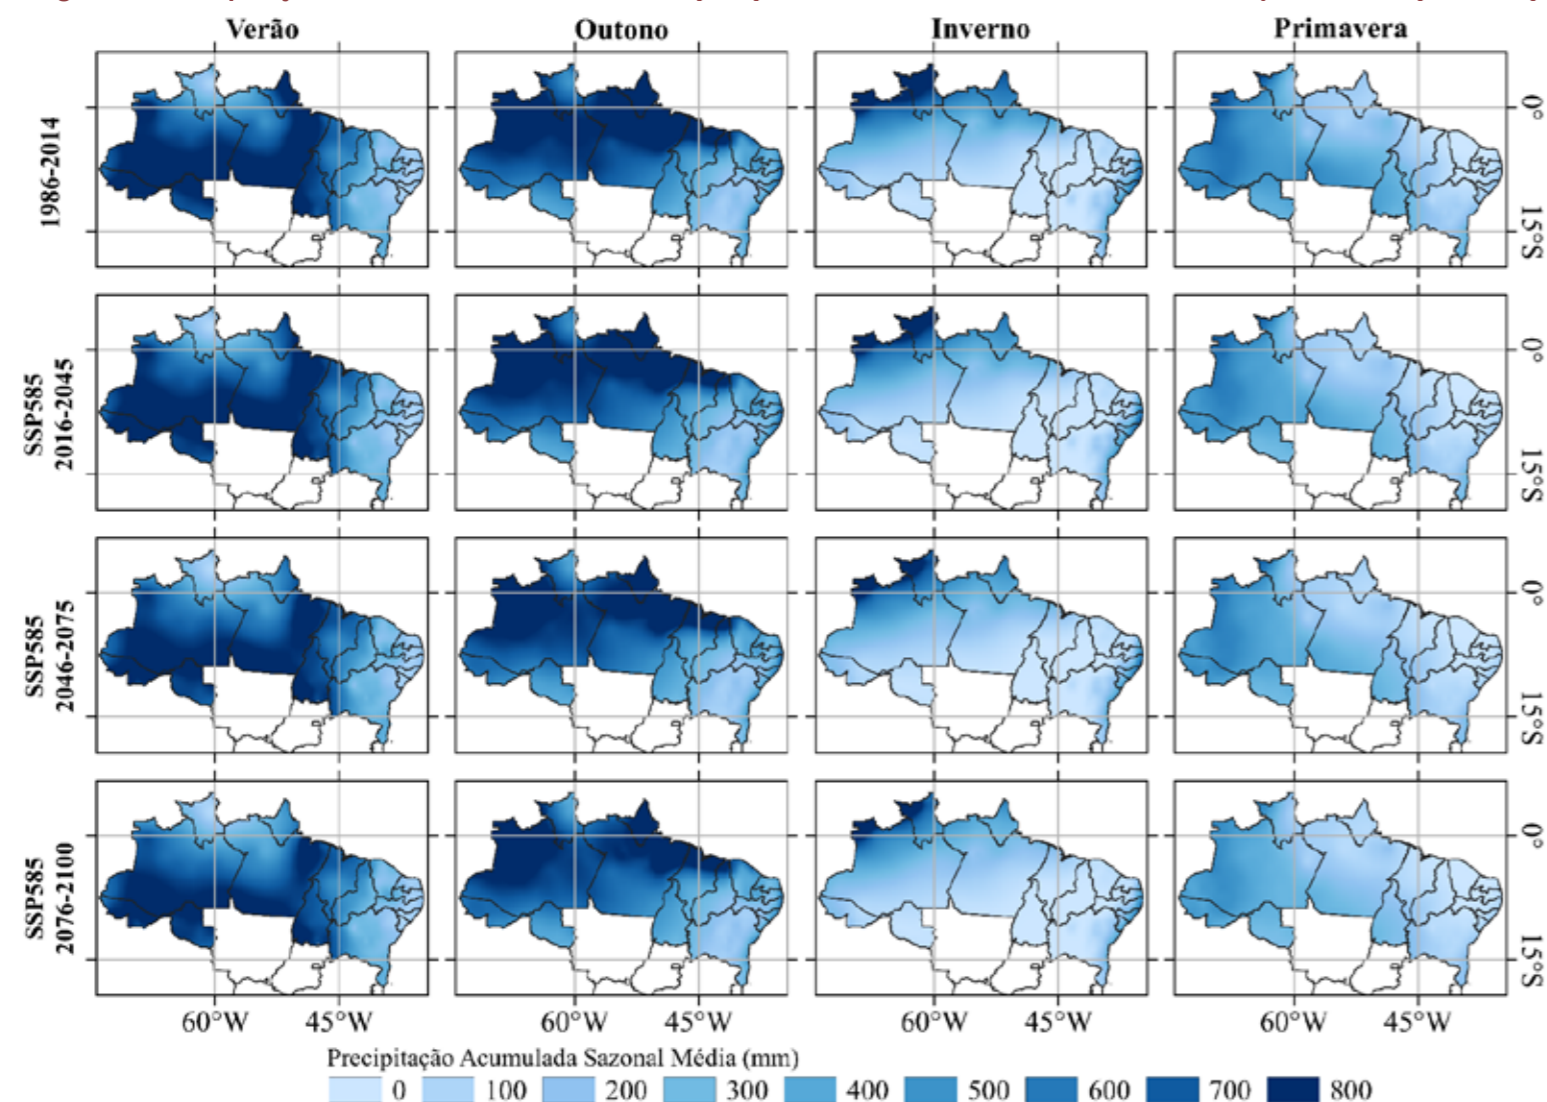 Verão Outono Inverno Primavera
1986-2014
0°
15°S
SSP585
2016-2045
0°
15°S
SSP585
2046-2075
0°
15°S
SSP585
2076-2100
0°
15°S
60°W 45°W 60°W 45°W 60°W 45°W 60°W 45°W
Precipitação Acumulada Sazonal Média (mm)
0 100 200 300 400 500 600 700 800